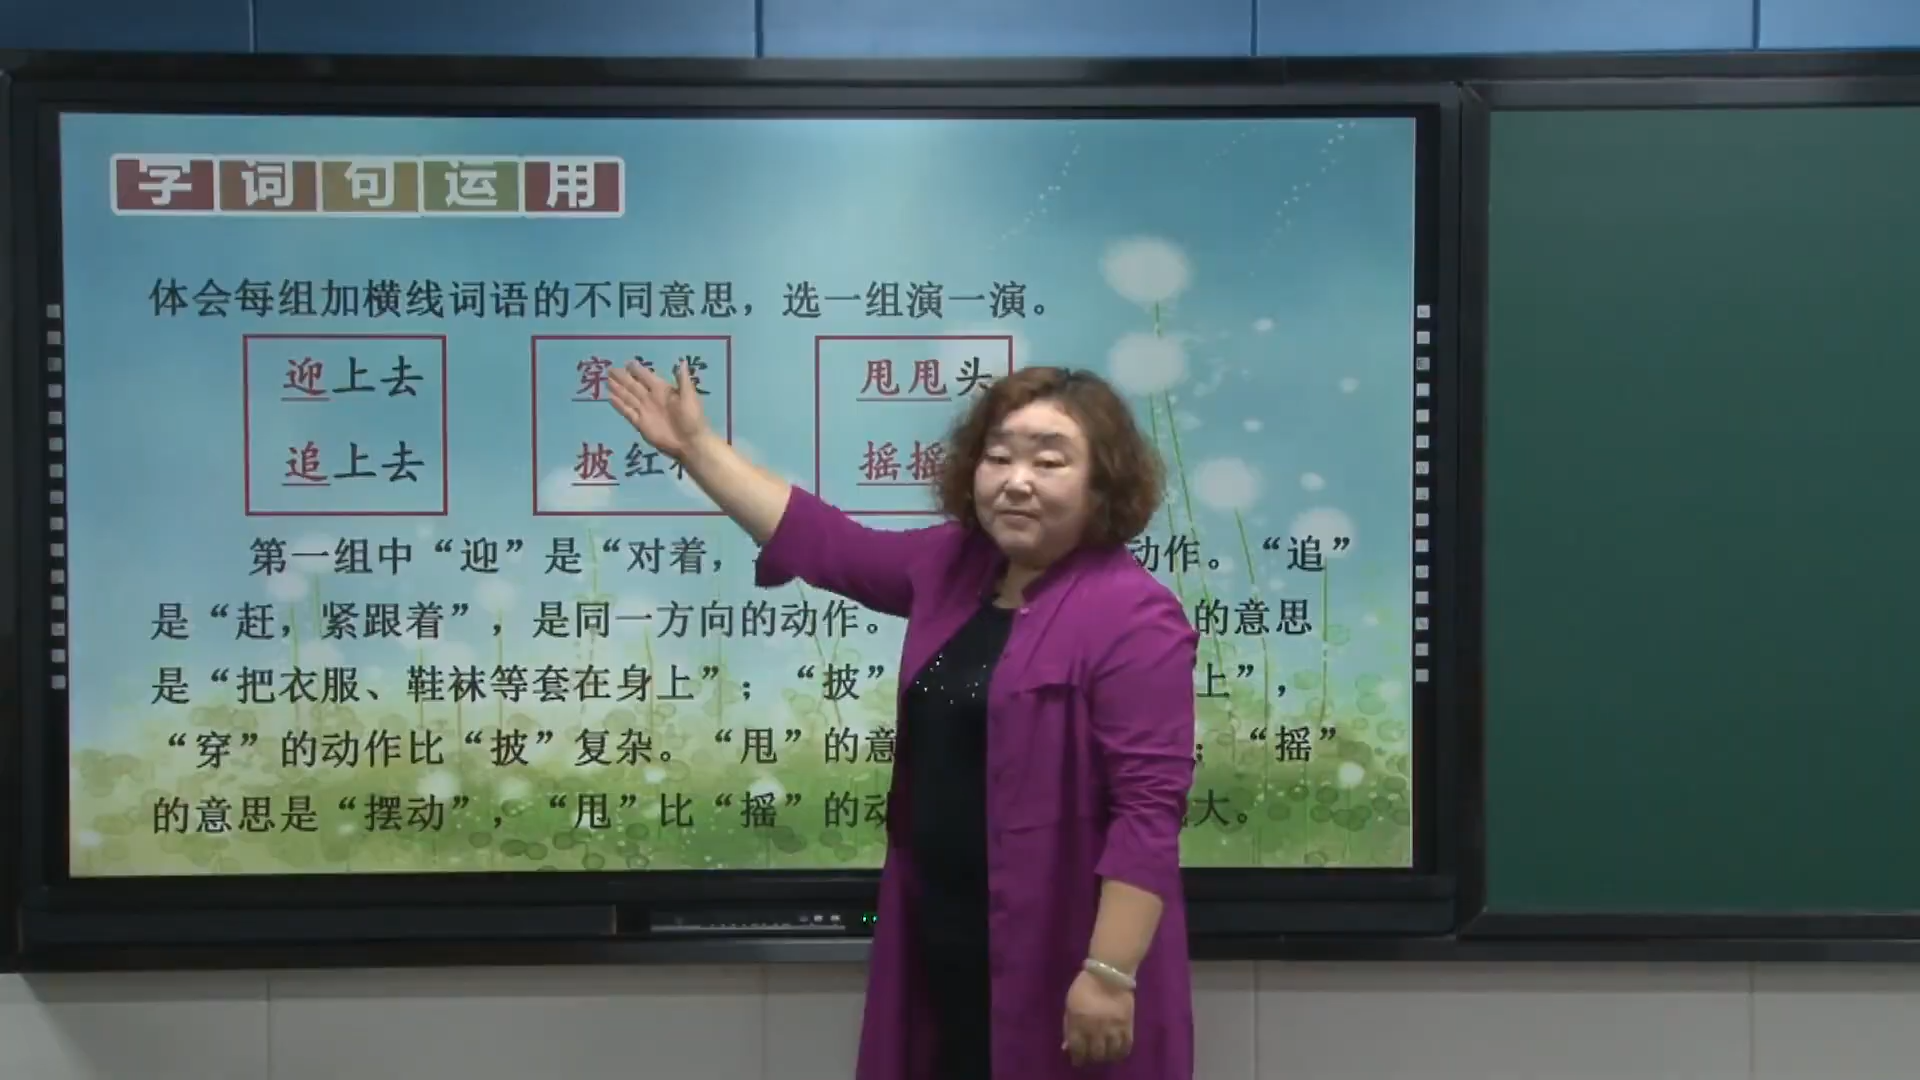 字词句运用
体会每组加横线词语的不同意思，选一组演一演。
迎上去 穿 裳 甩甩头
追上去 披红 摇摇
第一组中“迎”是“对着， 动作。“追”
是“赶，紧跟着”，是同一方向的动作。 的意思
是“把衣服、鞋袜等套在身上”；“披” 上”，
“穿”的动作比“披”复杂。“甩”的意 ；“摇”
的意思是“摆动”，“甩”比“摇”的动 大。